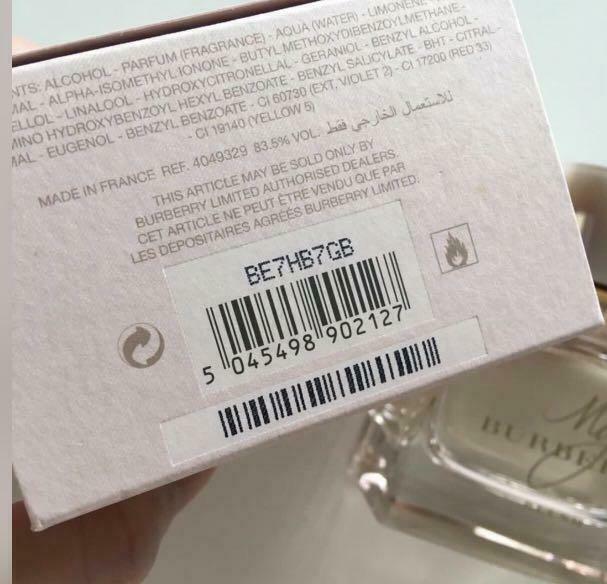 NTS: ALCOHOL - PARFUM (FRAGRANCE) - AQUA (WATER) - LIMONENE
MAL - ALPHA-ISOMETHYL IONONE - BUTYL METHOXYDIBENZOYLMETHANE -
ELLOL - LINALOOL - HYDROXYCITRONELLAL - GERANIOL - BENZYL ALCOHOL -
MINO HYDROXYBENZOYL HEXYL BENZOATE - BENZYL SALICYLATE - BHT - CITRAL-
MAL - EUGENOL - BENZYL BENZOATE - CI 60730 (EXT. VIOLET 2) - CI 17200 (RED 33)
- CI 19140 (YELLOW 5)
MADE IN FRANCE REF. 4049329 83.5% VOL. للاستعمال الخارجي فقط
THIS ARTICLE MAY BE SOLD ONLY BY
BURBERRY LIMITED AUTHORISED DEALERS.
CET ARTICLE NE PEUT ÊTRE VENDU QUE PAR
LES DÉPOSITAIRES AGRÉÉS BURBERRY LIMITED.
BE7HB7GB
5 045498 902127
My
BURBE